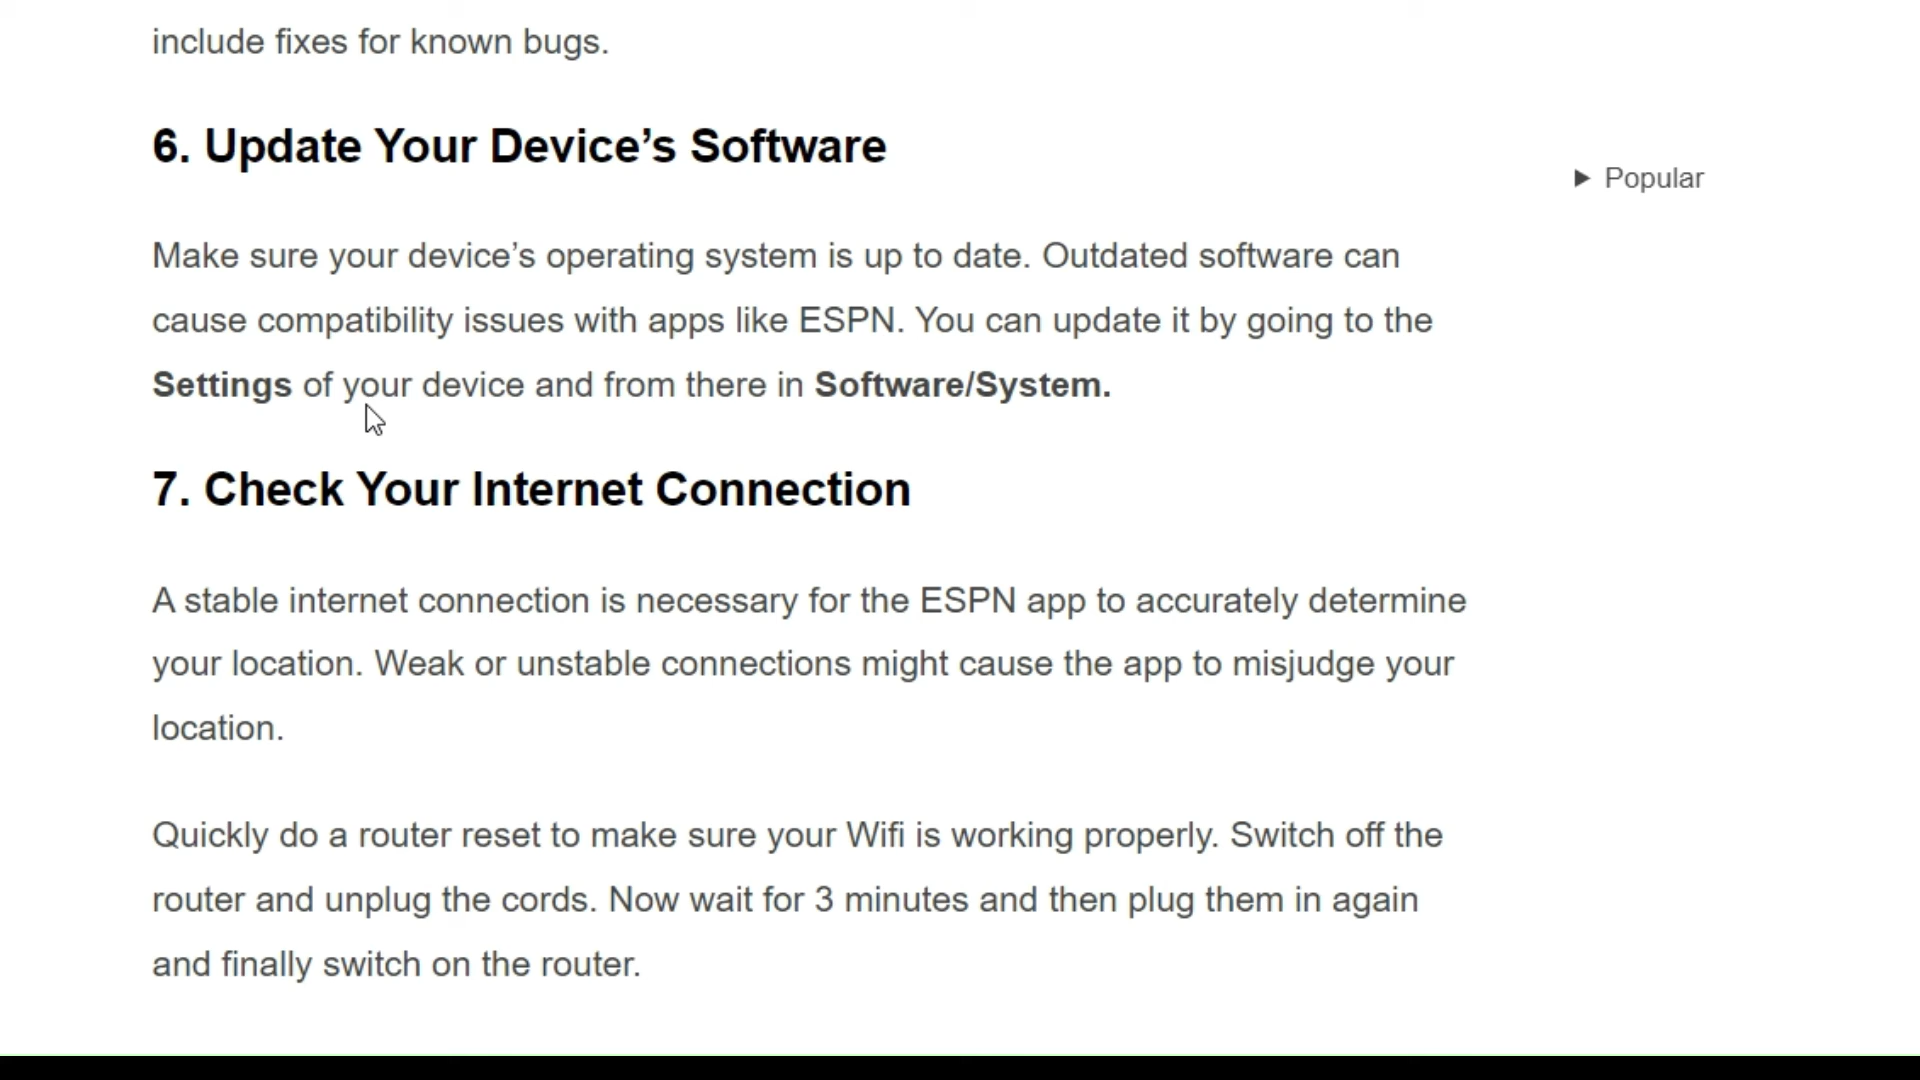 include fixes for known bugs.
6. Update Your Device’s Software
Popular
Make sure your device’s operating system is up to date. Outdated software can
cause compatibility issues with apps like ESPN. You can update it by going to the
Settings of your device and from there in Software/System.
7. Check Your Internet Connection
A stable internet connection is necessary for the ESPN app to accurately determine
your location. Weak or unstable connections might cause the app to misjudge your
location.
Quickly do a router reset to make sure your Wifi is working properly. Switch off the
router and unplug the cords. Now wait for 3 minutes and then plug them in again
and finally switch on the router.